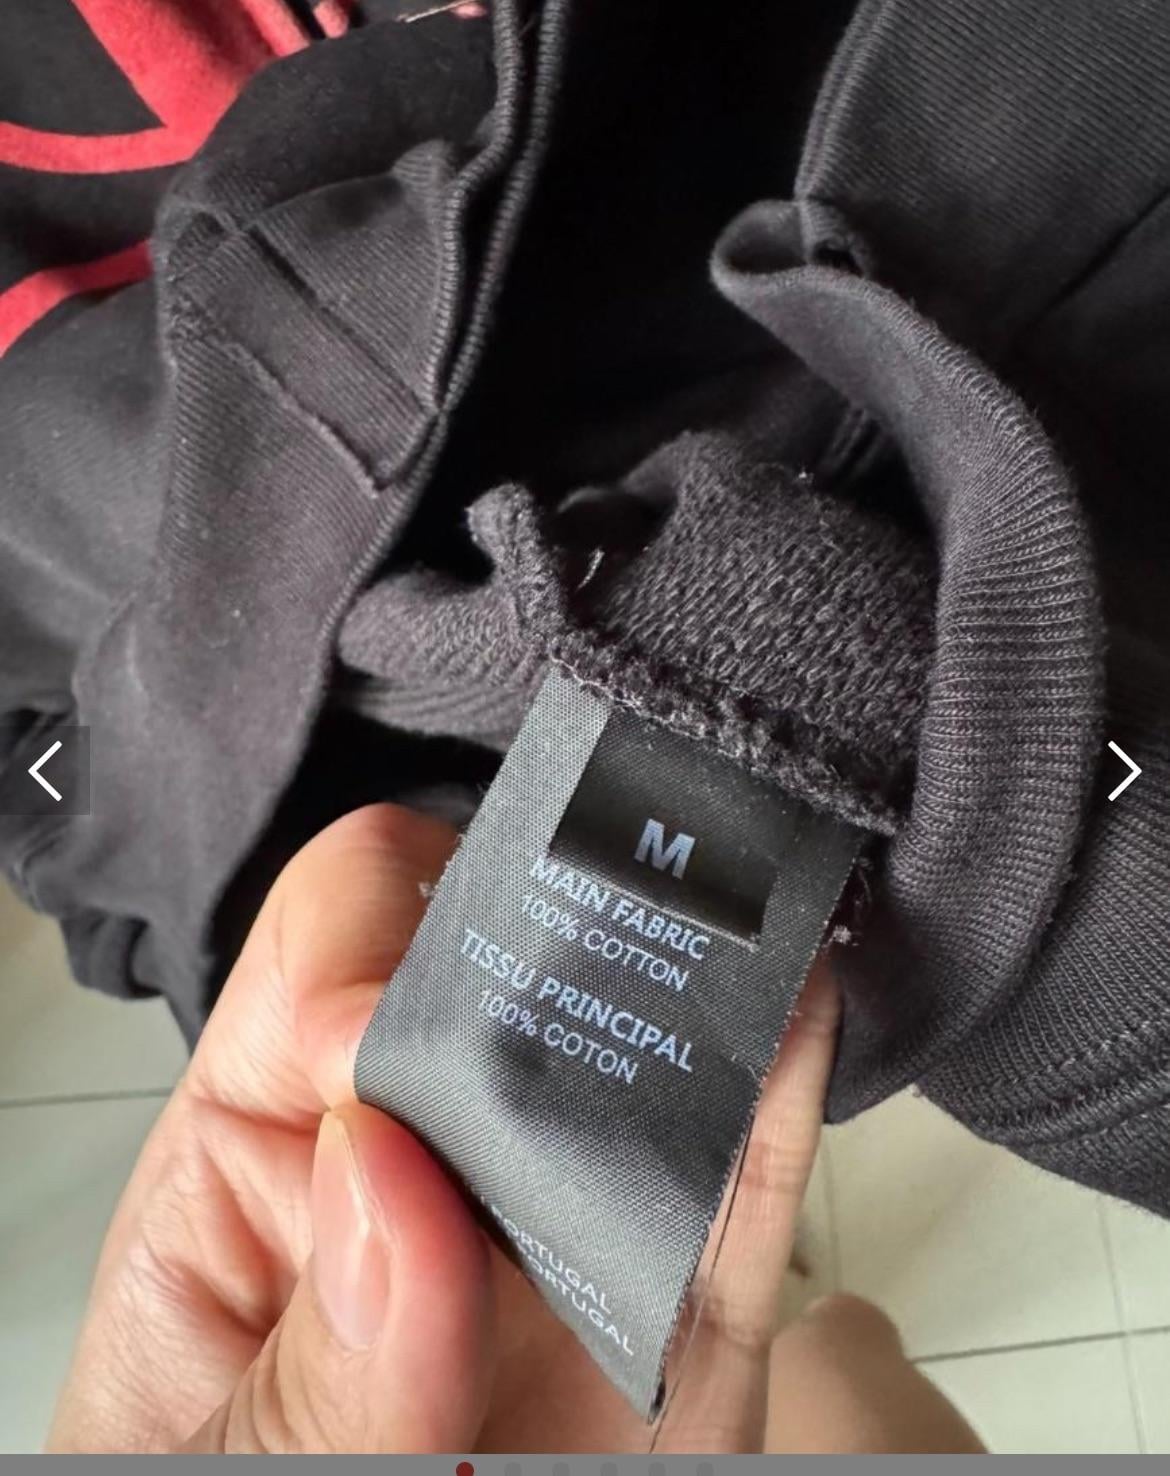 M
MAIN FABRIC
100% COTTON
TISSU PRINCIPAL
100% COTON
PORTUGAL
PORTUGAL